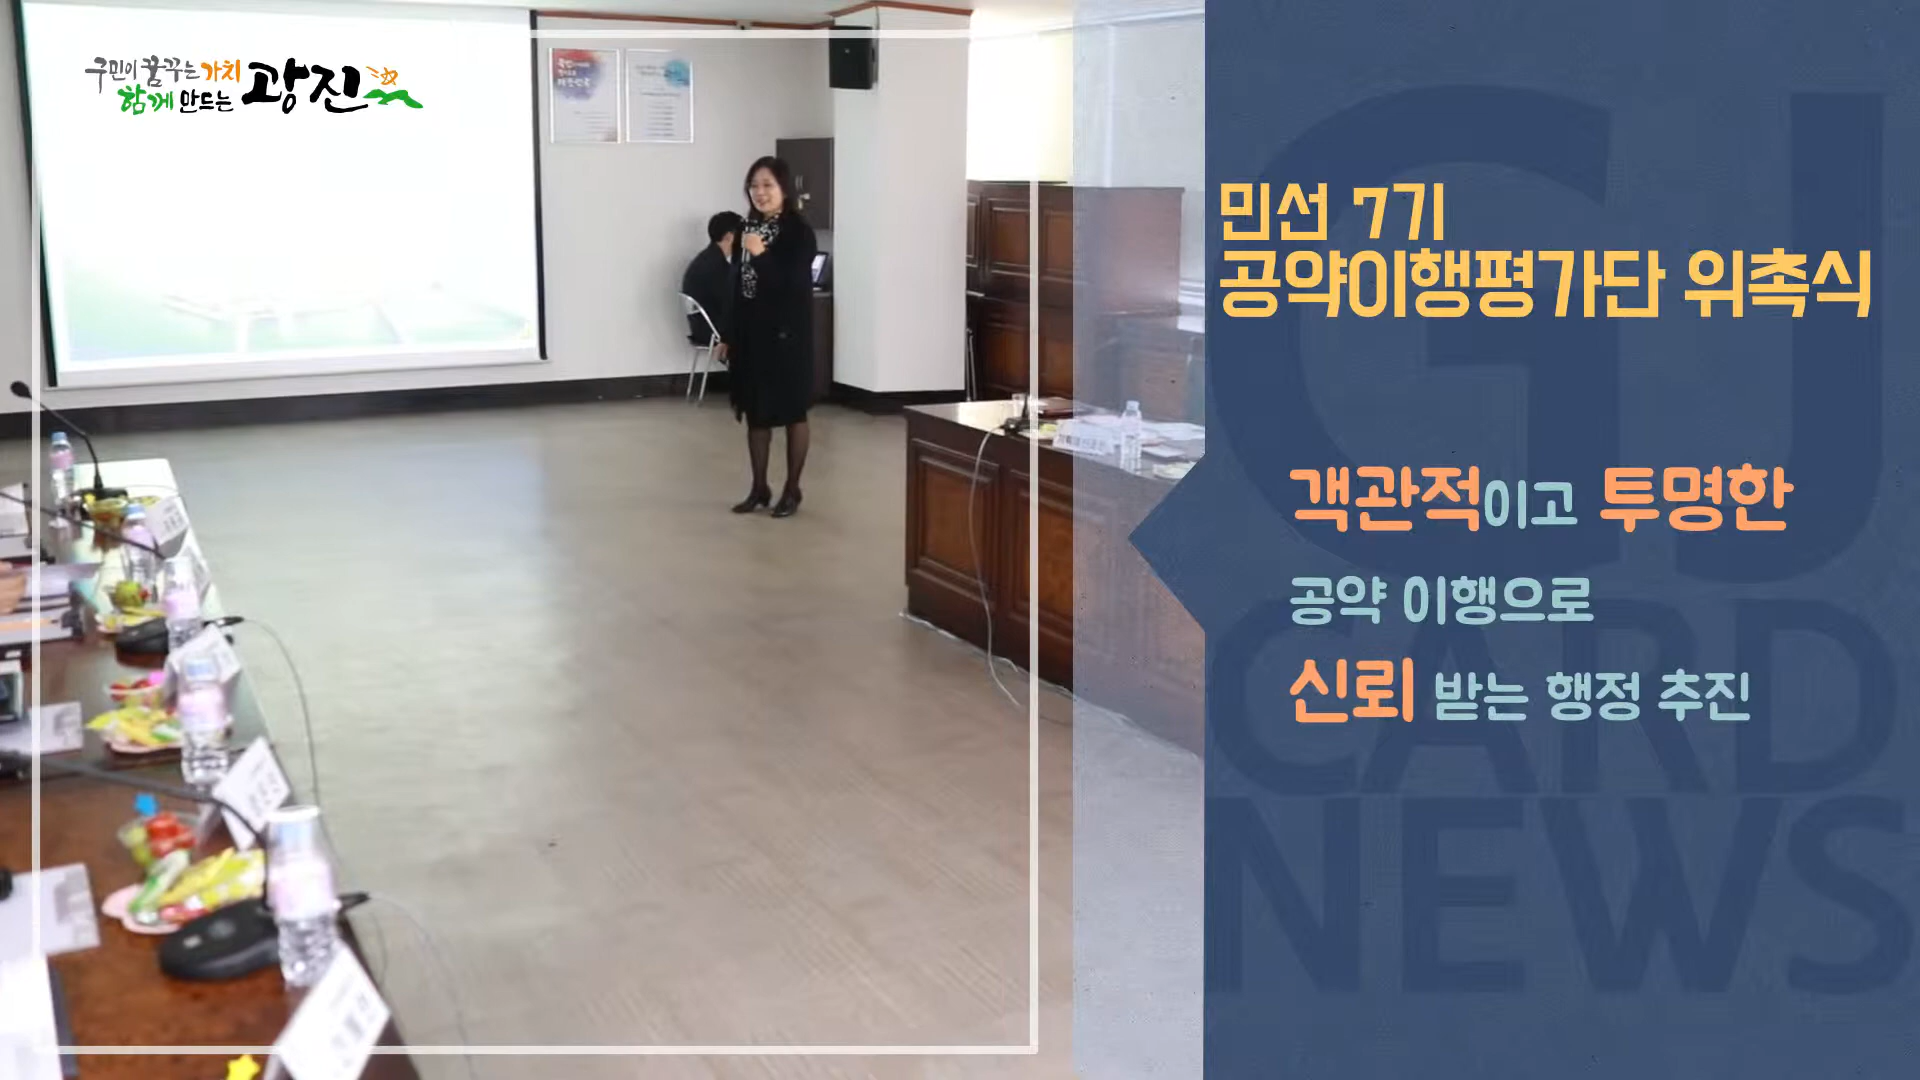 구민이 꿈꾸는 가치
함께 만드는 광진
민선 7기
공약이행평가단 위촉식
객관적이고 투명한
공약 이행으로
신뢰 받는 행정 추진
GJ
CARD
NEWS